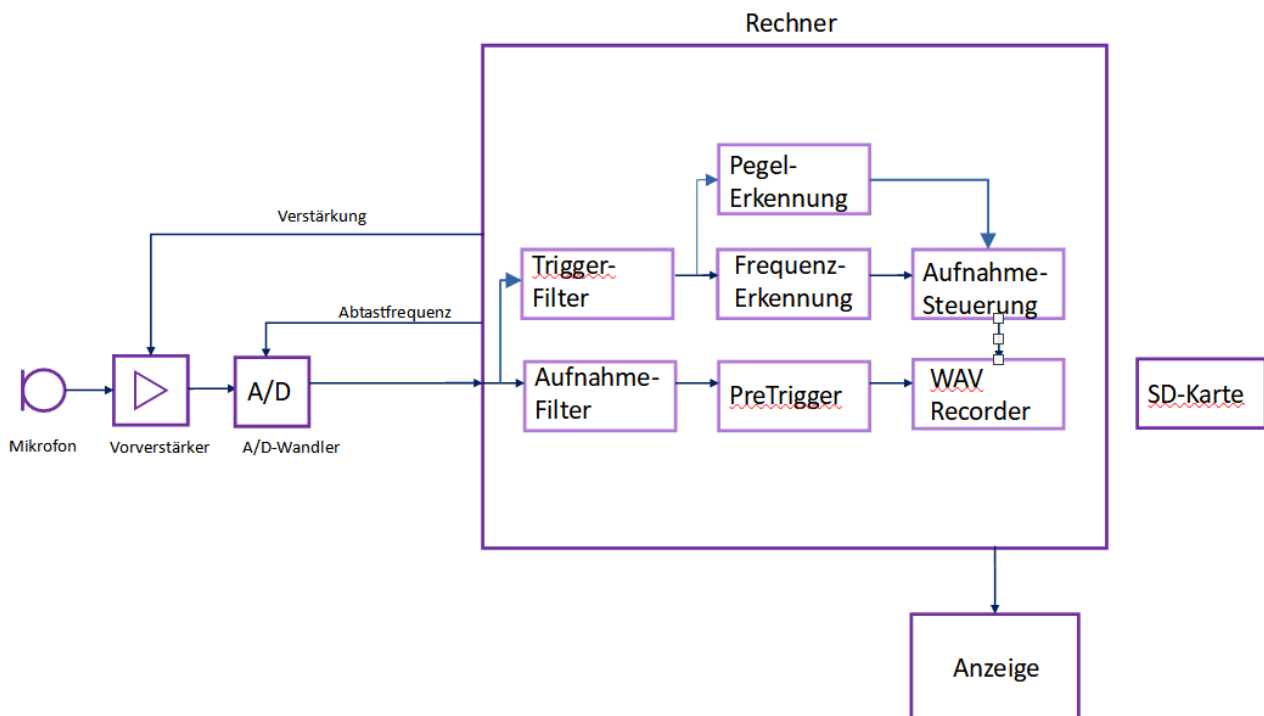 Rechner
Pegel-
Erkennung
Verstärkung
Trigger-
Filter
Frequenz-
Erkennung
Aufnahme-
Steuerung
Abtastfrequenz
A/D
Aufnahme-
Filter
PreTrigger
WAV
Recorder
SD-Karte
Mikrofon
Vorverstärker
A/D-Wandler
Anzeige